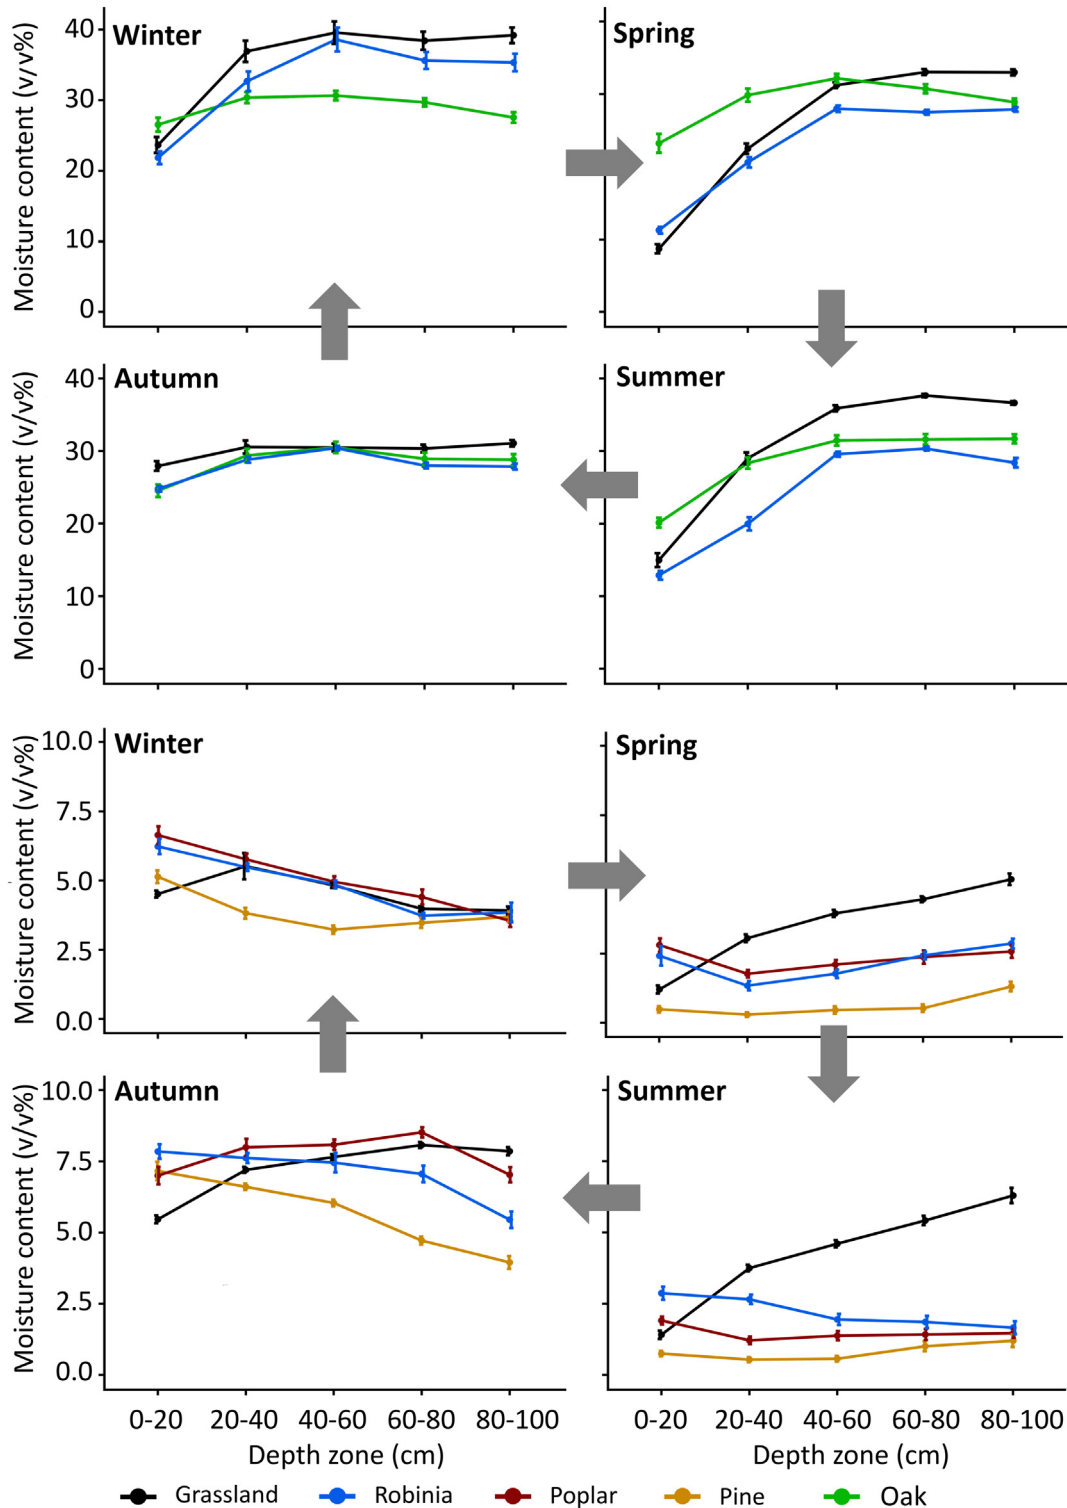 Winter
Spring
Moisture content (v/v%)
40
30
20
10
0
Autumn
Summer
Moisture content (v/v%)
40
30
20
10
0
Winter
Spring
Moisture content (v/v%)
10.0
7.5
5.0
2.5
0.0
Autumn
Summer
Moisture content (v/v%)
10.0
7.5
5.0
2.5
0.0
0-20 20-40 40-60 60-80 80-100
0-20 20-40 40-60 60-80 80-100
Depth zone (cm)
Depth zone (cm)
Grassland Robinia Poplar Pine Oak